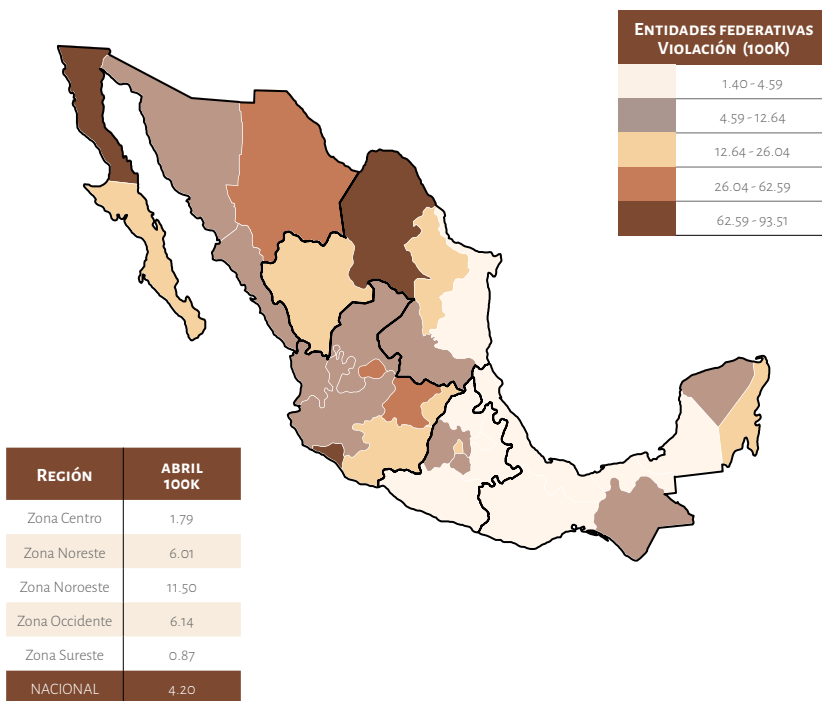 Entidades federativas
Violación (100K)
1.40 - 4.59
4.59 - 12.64
12.64 - 26.04
26.04 - 62.59
62.59 - 93.51
Región abril
100k
Zona Centro 1.79
Zona Noreste 6.01
Zona Noroeste 11.50
Zona Occidente 6.14
Zona Sureste 0.87
NACIONAL 4.20